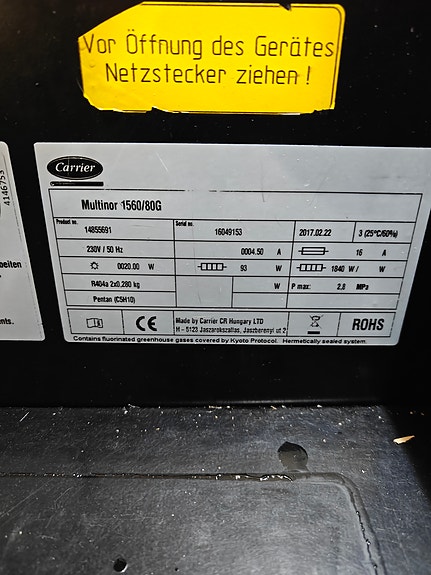 Vor Öffnung des Gerätes
Netzstecker ziehen !
4146753
Carrier
Multinor 1560/80G
Product no. Serial no.
14855691 16049153 2017.02.22 3 (25°C/60%)
230V / 50 Hz 0004.50 A 16 A
0020.00 W 93 W 1840 W / W
R404a 2x0,280 kg W P max: 2.8 MPa
Pentan (C5H10)
CE Made by Carrier CR Hungary LTD ROHS
H - 5123 Jaszarokszallas, Jaszberenyi ut 2
Contains fluorinated greenhouse gases covered by Kyoto Protocol. Hermetically sealed system.